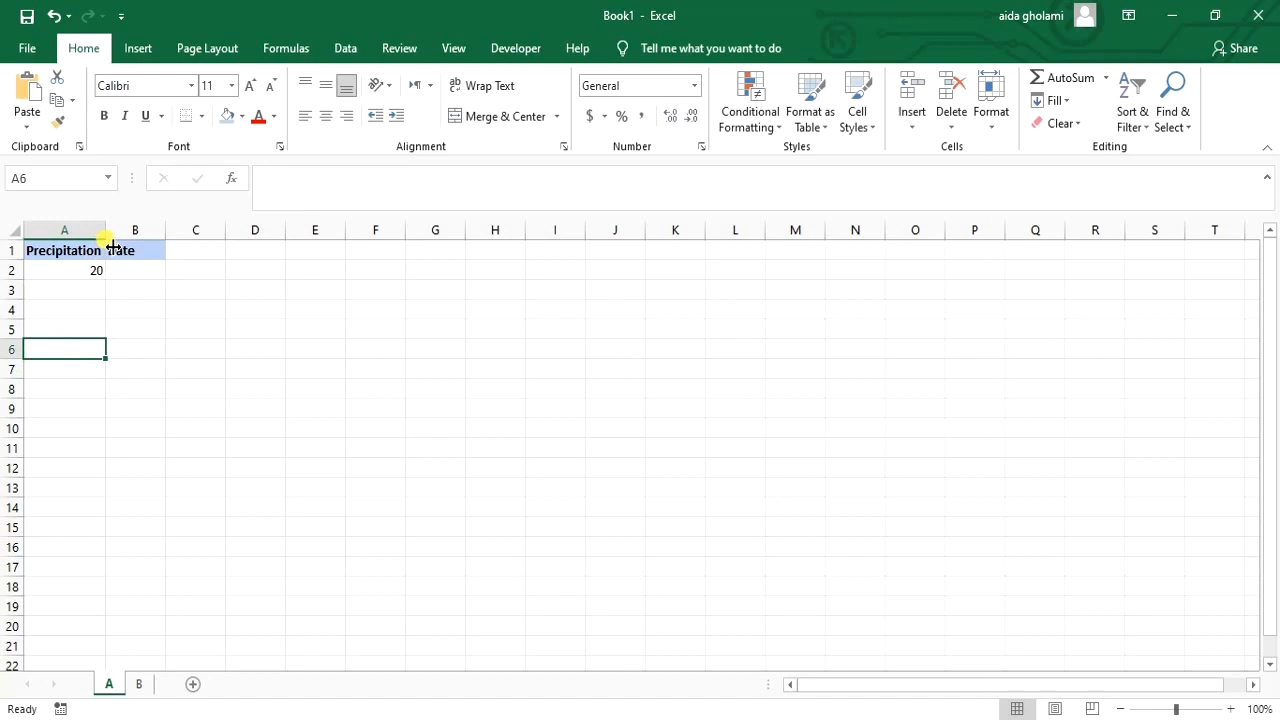 Book1 - Excel
aida gholami
File Home Insert Page Layout Formulas Data Review View Developer Help Tell me what you want to do Share
Paste
Calibri 11
B I U
Wrap Text
Merge & Center
General
$ % ,
Conditional Formatting
Format as Table
Cell Styles
Insert
Delete
Format
AutoSum
Fill
Clear
Sort & Filter
Find & Select
Clipboard Font Alignment Number Styles Cells Editing
A6
fx
A B C D E F G H I J K L M N O P Q R S T
1 Precipitation
2 20
3
4
5
6
7
8
9
10
11
12
13
14
15
16
17
18
19
20
21
22
A B
Ready
100%